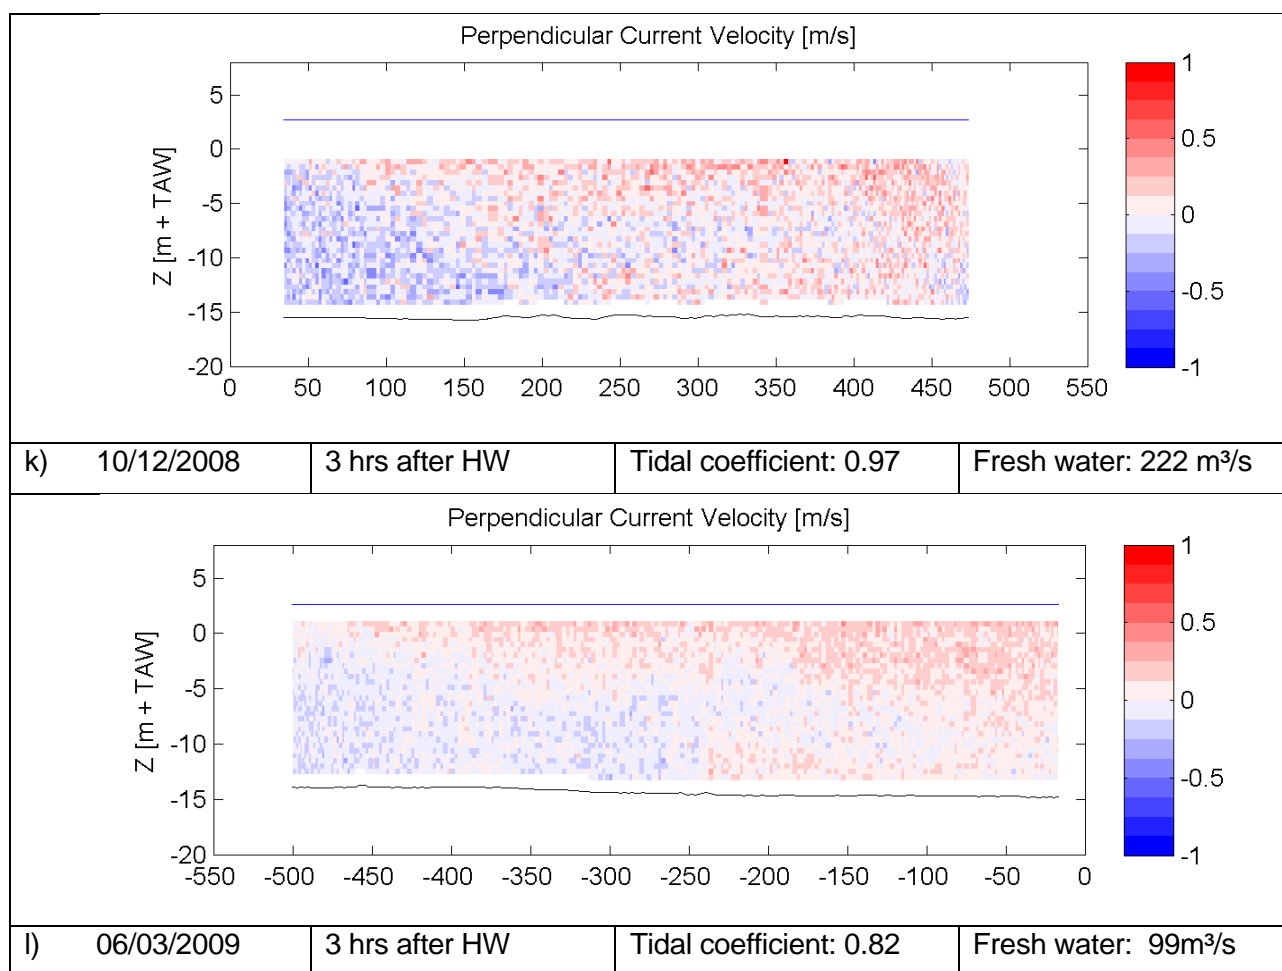 Perpendicular Current Velocity [m/s]
5
0
-5
-10
-15
-20
Z [m + TAW]
0 50 100 150 200 250 300 350 400 450 500 550
1
0.5
0
-0.5
-1
k) 10/12/2008 3 hrs after HW Tidal coefficient: 0.97 Fresh water: 222 m³/s
Perpendicular Current Velocity [m/s]
5
0
-5
-10
-15
-20
Z [m + TAW]
-550 -500 -450 -400 -350 -300 -250 -200 -150 -100 -50 0
1
0.5
0
-0.5
-1
l) 06/03/2009 3 hrs after HW Tidal coefficient: 0.82 Fresh water: 99m³/s